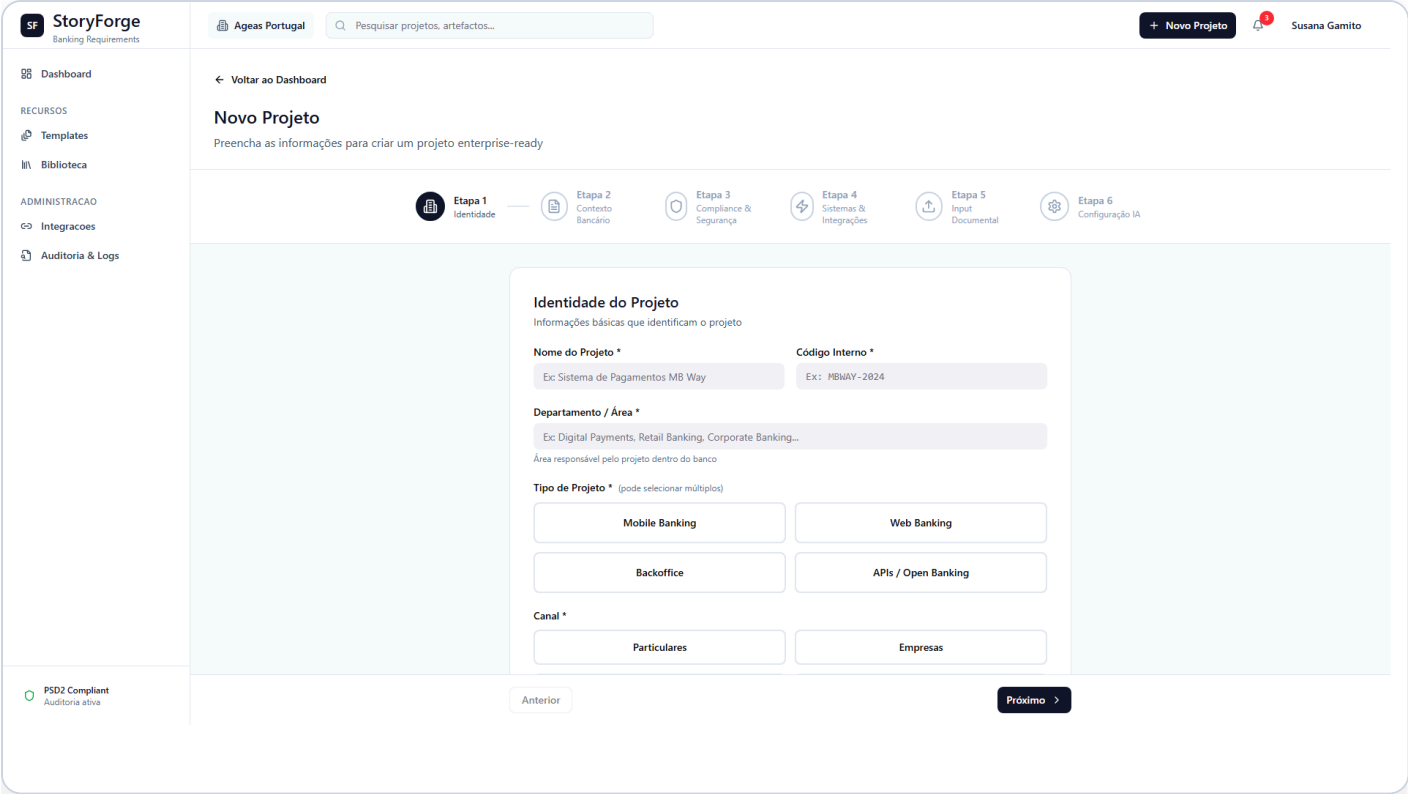 SF
StoryForge
Banking Requirements
Ageas Portugal
Pesquisar projetos, artefactos...
+ Novo Projeto
3
Susana Gamito
Dashboard
RECURSOS
Templates
Biblioteca
ADMINISTRACAO
Integracoes
Auditoria & Logs
PSD2 Compliant
Auditoria ativa
← Voltar ao Dashboard
Novo Projeto
Preencha as informações para criar um projeto enterprise-ready
Etapa 1
Identidade
Etapa 2
Contexto
Bancário
Etapa 3
Compliance &
Segurança
Etapa 4
Sistemas &
Integrações
Etapa 5
Input
Documental
Etapa 6
Configuração IA
Identidade do Projeto
Informações básicas que identificam o projeto
Nome do Projeto *
Código Interno *
Ex: Sistema de Pagamentos MB Way
Ex: MBWAY-2024
Departamento / Área *
Ex: Digital Payments, Retail Banking, Corporate Banking...
Área responsável pelo projeto dentro do banco
Tipo de Projeto * (pode selecionar múltiplos)
Mobile Banking
Web Banking
Backoffice
APIs / Open Banking
Canal *
Particulares
Empresas
Anterior
Próximo >